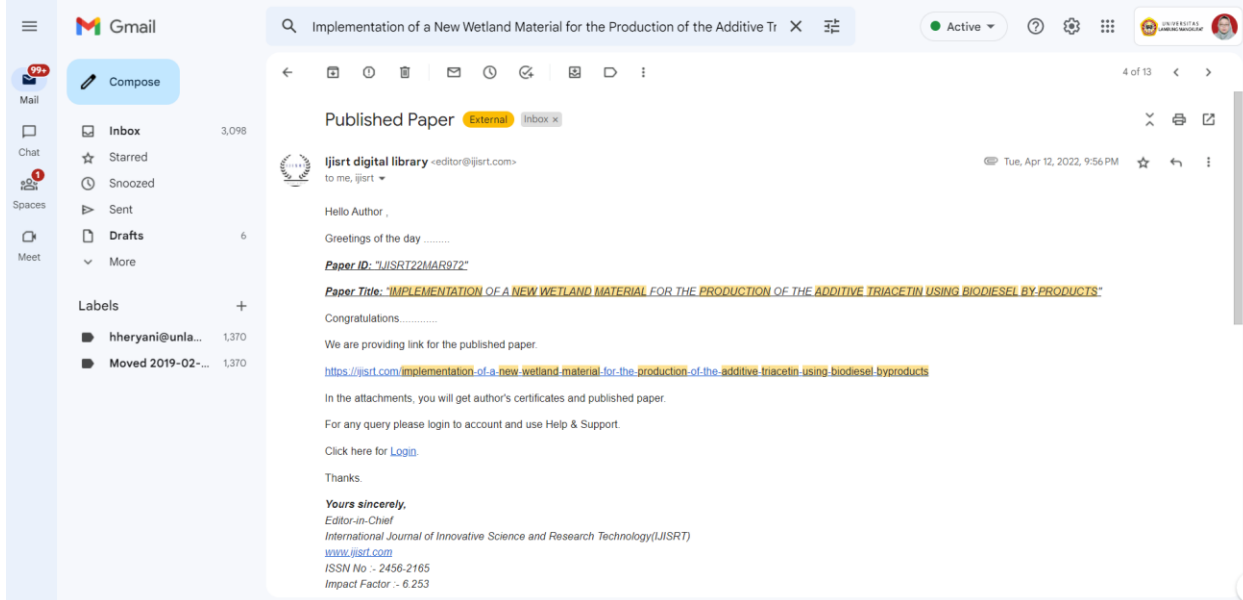 Gmail
Implementation of a New Wetland Material for the Production of the Additive Tr
Active
UNIVERSITAS
LAMBUNG MANGKURAT
99+
Mail
Compose
4 of 13
Published Paper External Inbox ×
Chat
Inbox 3,098
Ijisrt digital library <editor@ijisrt.com>
Tue, Apr 12, 2022, 9:56 PM
to me, ijisrt
Starred
1
Spaces
Snoozed
Sent
Hello Author ,
Meet
Drafts 6
Greetings of the day .........
More
Paper ID: "IJISRT22MAR972"
Paper Title: "IMPLEMENTATION OF A NEW WETLAND MATERIAL FOR THE PRODUCTION OF THE ADDITIVE TRIACETIN USING BIODIESEL BY-PRODUCTS"
Labels +
Congratulations.............
hheryani@unla... 1,370
We are providing link for the published paper.
Moved 2019-02-... 1,370
https://ijisrt.com/implementation-of-a-new-wetland-material-for-the-production-of-the-additive-triacetin-using-biodiesel-byproducts
In the attachments, you will get author's certificates and published paper.
For any query please login to account and use Help & Support.
Click here for Login.
Thanks.
Yours sincerely,
Editor-in-Chief
International Journal of Innovative Science and Research Technology(IJISRT)
www.ijisrt.com
ISSN No :- 2456-2165
Impact Factor :- 6.253